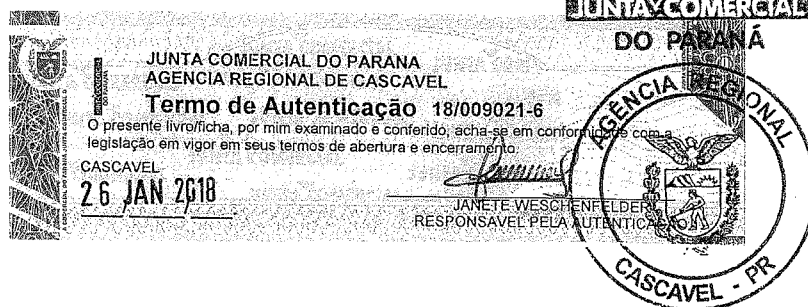 JUNTA COMERCIAL
DO PARANÁ
JUNTA COMERCIAL DO PARANA
AGENCIA REGIONAL DE CASCAVEL
Termo de Autenticação 18/009021-6
O presente livro/ficha, por mim examinado e conferido, acha-se em conformidade com a
legislação em vigor em seus termos de abertura e encerramento.
CASCAVEL
26 JAN 2018
JANETE WESCHENFELDER
RESPONSAVEL PELA AUTENTICAÇÃO
AGÊNCIA REGIONAL
CASCAVEL - PR